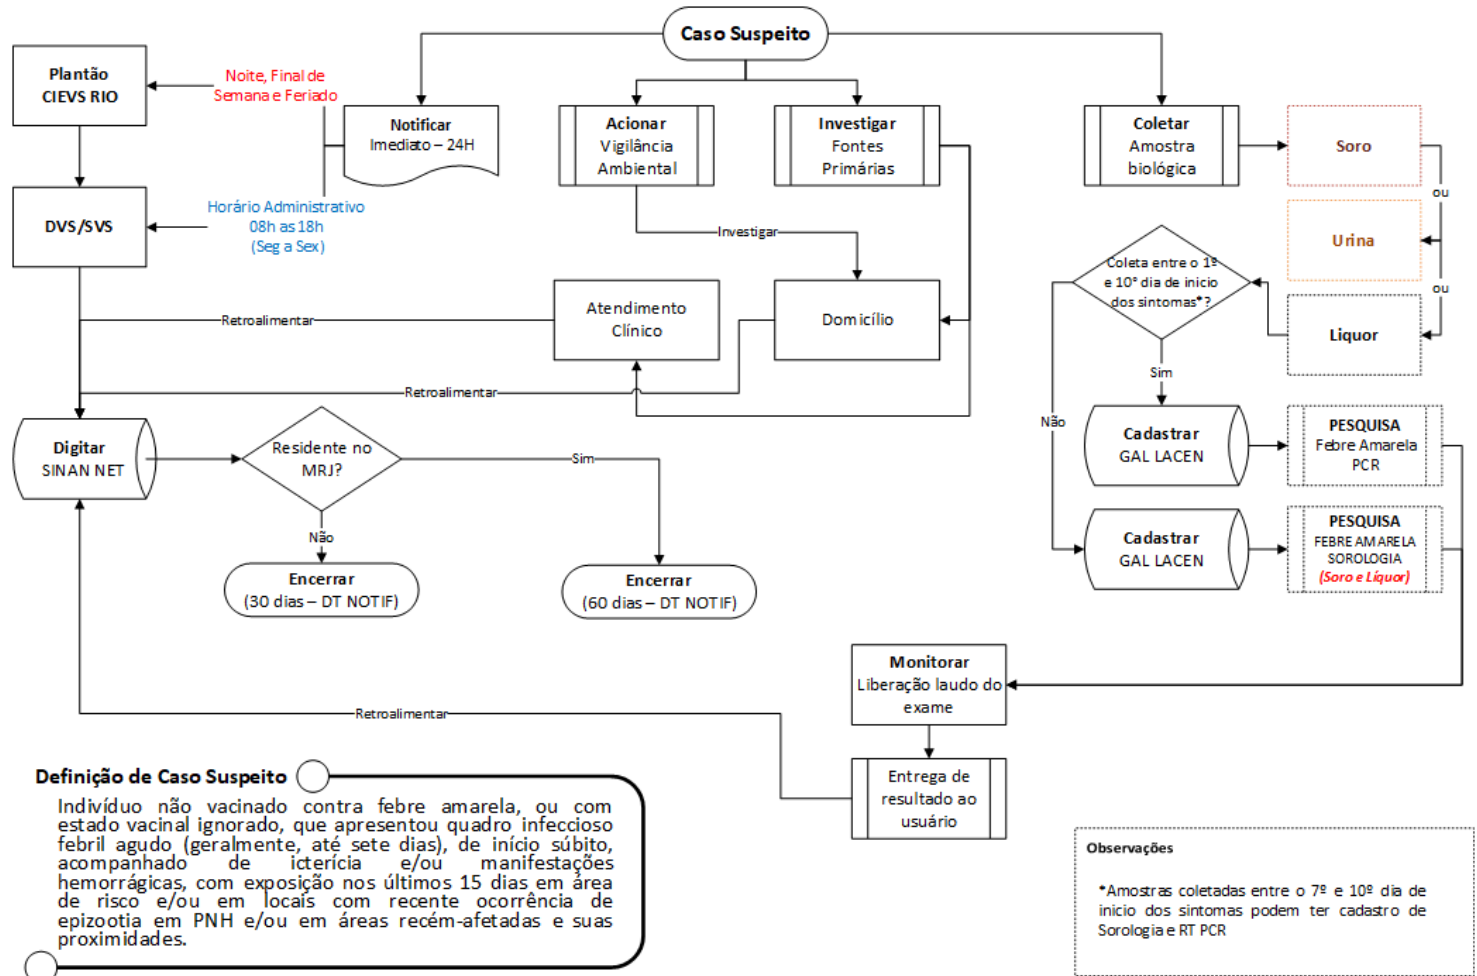 Caso Suspeito
Plantão
CIEVS RIO
Noite, Final de
Semana e Feriado
Notificar
Imediato – 24H
Acionar
Vigilância
Ambiental
Investigar
Fontes
Primárias
Coletar
Amostra
biológica
Soro
ou
Urina
ou
Liquor
DVS/SVS
Horário Administrativo
08h as 18h
(Seg a Sex)
Investigar
Coleta entre o 1º
e 10° dia de inicio
dos sintomas*?
Atendimento
Clínico
Domicílio
Retroalimentar
Retroalimentar
Sim
Não
Digitar
SINAN NET
Residente no
MRJ?
Sim
Não
Encerrar
(30 dias – DT NOTIF)
Encerrar
(60 dias – DT NOTIF)
Cadastrar
GAL LACEN
PESQUISA
Febre Amarela
PCR
Cadastrar
GAL LACEN
PESQUISA
FEBRE AMARELA
SOROLOGIA
(Soro e Líquor)
Monitorar
Liberação laudo do
exame
Retroalimentar
Entrega de
resultado ao
usuário
Definição de Caso Suspeito
Indivíduo não vacinado contra febre amarela, ou com
estado vacinal ignorado, que apresentou quadro infeccioso
febril agudo (geralmente, até sete dias), de início súbito,
acompanhado de icterícia e/ou manifestações
hemorrágicas, com exposição nos últimos 15 dias em área
de risco e/ou em locais com recente ocorrência de
epizootia em PNH e/ou em áreas recém-afetadas e suas
proximidades.
Observações
*Amostras coletadas entre o 7º e 10º dia de
inicio dos sintomas podem ter cadastro de
Sorologia e RT PCR